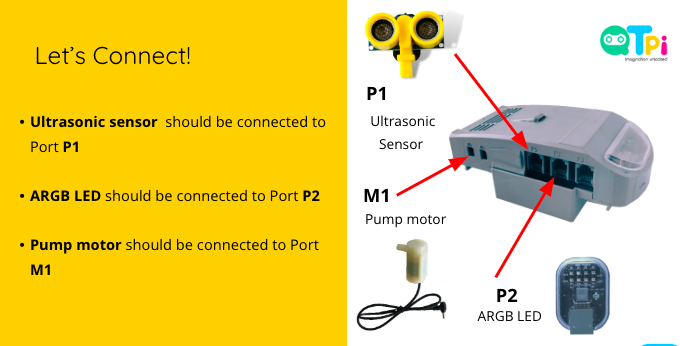 Let's Connect!
• Ultrasonic sensor should be connected to
Port P1
• ARGB LED should be connected to Port P2
• Pump motor should be connected to Port
M1
QTPi
Imagination unlocked
P1
Ultrasonic
Sensor
M1
Pump motor
P2
ARGB LED